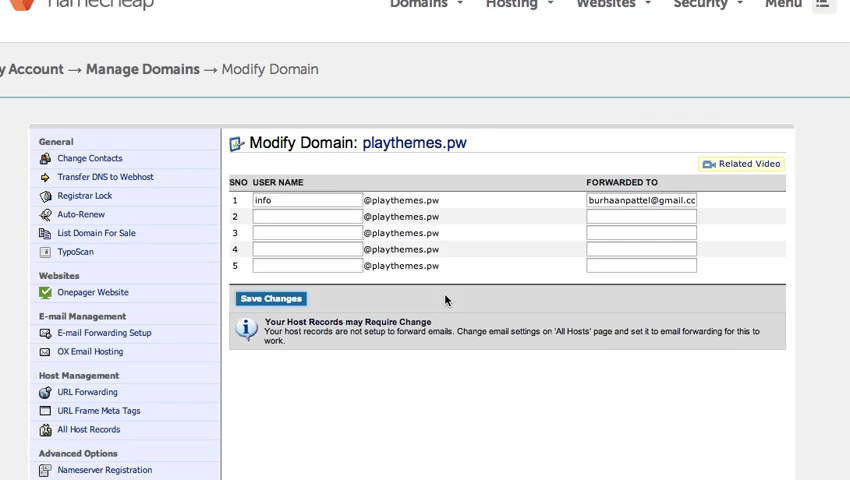 namecheap
Domains Hosting Websites Security Menu
y Account → Manage Domains → Modify Domain
General
Change Contacts
Transfer DNS to Webhost
Registrar Lock
Auto-Renew
List Domain For Sale
TypoScan
Websites
Onepager Website
E-mail Management
E-mail Forwarding Setup
OX Email Hosting
Host Management
URL Forwarding
URL Frame Meta Tags
All Host Records
Advanced Options
Nameserver Registration
Modify Domain: playthemes.pw
Related Video
SNO USER NAME FORWARDED TO
1 info @playthemes.pw burhaanpattel@gmail.cc
2 @playthemes.pw
3 @playthemes.pw
4 @playthemes.pw
5 @playthemes.pw
Save Changes
Your Host Records may Require Change
Your host records are not setup to forward emails. Change email settings on 'All Hosts' page and set it to email forwarding for this to
work.